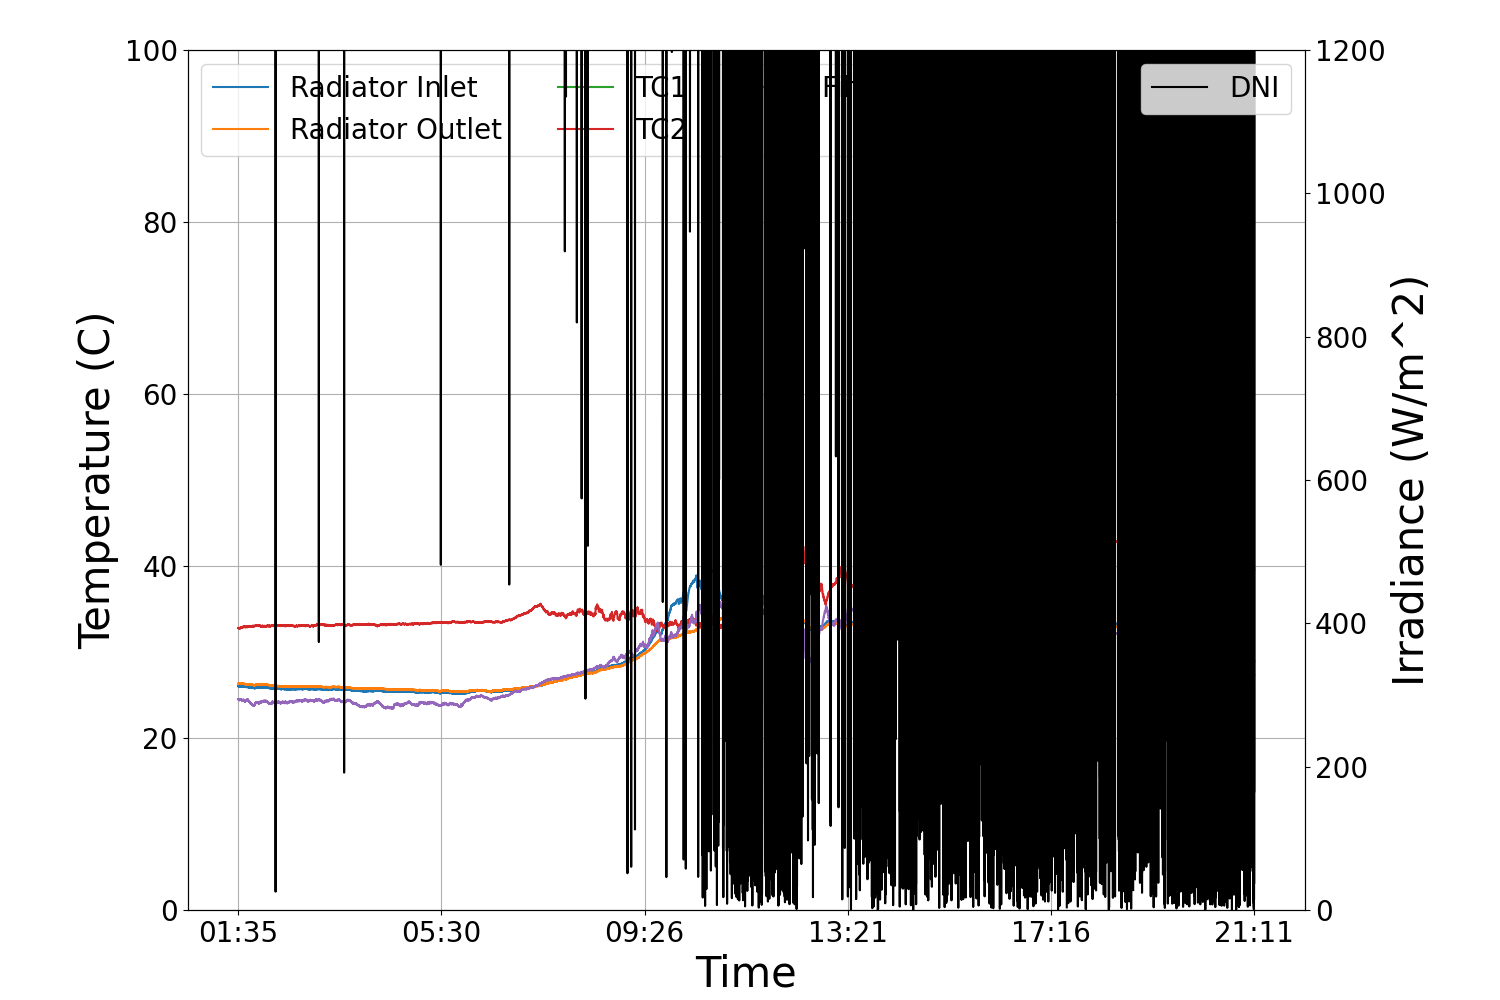 100
80
60
40
20
0
Temperature (C)
Radiator Inlet
Radiator Outlet
TC1
TC2
DNI
1200
1000
800
600
400
200
0
Irradiance (W/m^2)
01:35 05:30 09:26 13:21 17:16 21:11
Time